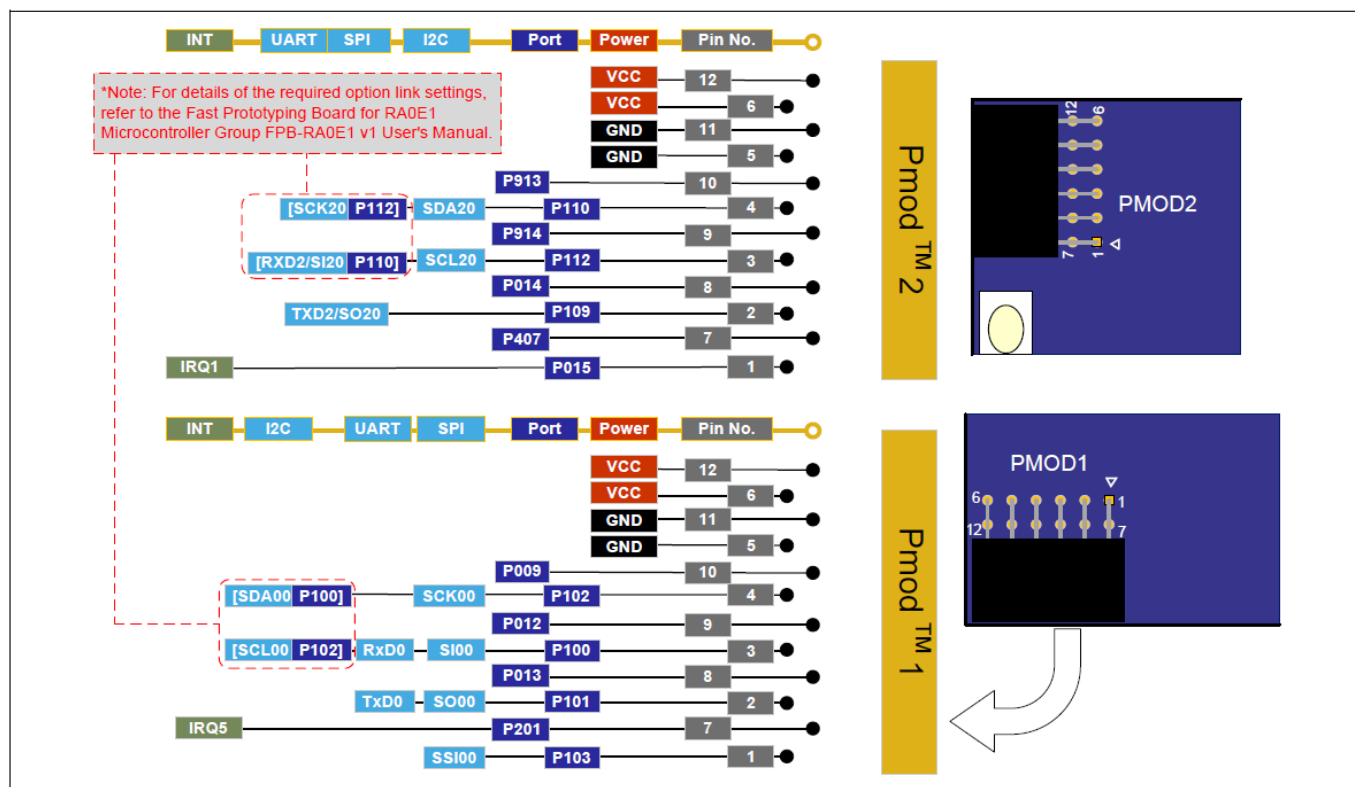 INT UART SPI I2C Port Power Pin No.
*Note: For details of the required option link settings,
refer to the Fast Prototyping Board for RA0E1
Microcontroller Group FPB-RA0E1 v1 User's Manual.
VCC 12
VCC 6
GND 11
GND 5
P913 10
[SCK20 P112] SDA20 P110 4
P914 9
[RXD2/SI20 P110] SCL20 P112 3
P014 8
TXD2/SO20 P109 2
P407 7
IRQ1 P015 1
Pmod ™ 2
12 6
PMOD2
7 1
INT I2C UART SPI Port Power Pin No.
VCC 12
VCC 6
GND 11
GND 5
P009 10
[SDA00 P100] SCK00 P102 4
P012 9
[SCL00 P102] RxD0 SI00 P100 3
P013 8
TxD0 SO00 P101 2
IRQ5 P201 7
SSI00 P103 1
Pmod ™ 1
PMOD1
6 1
12 7